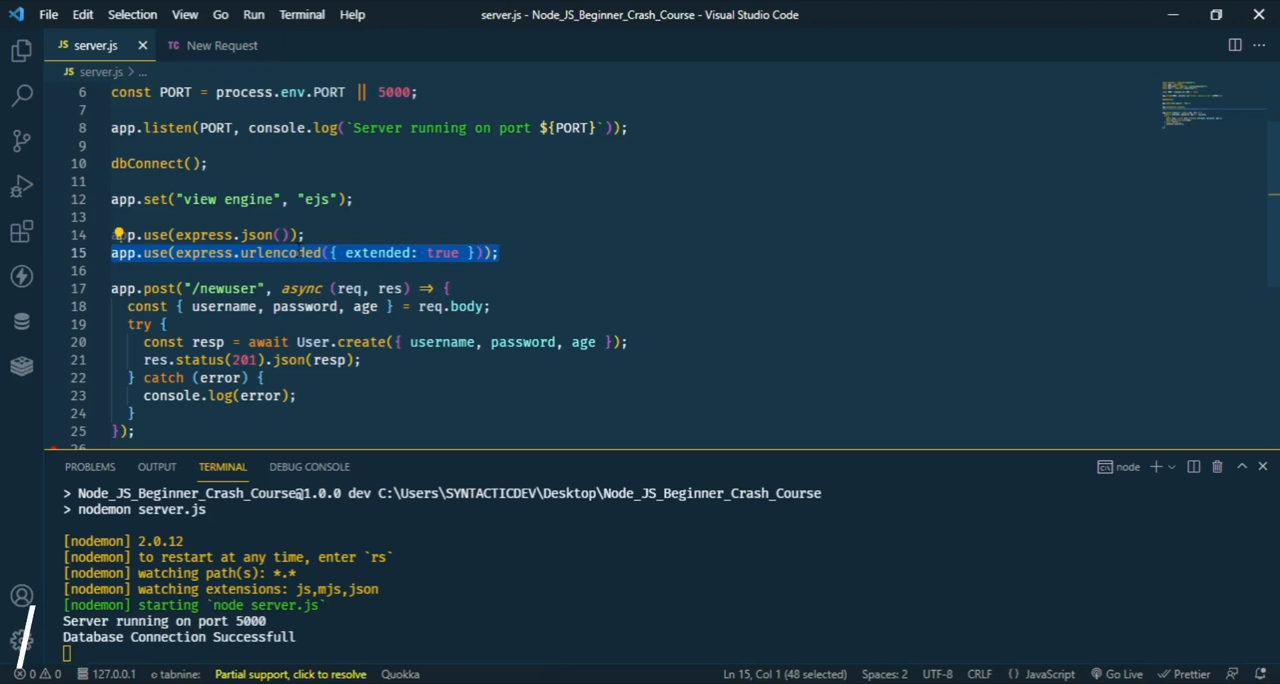 File Edit Selection View Go Run Terminal Help server.js - Node_JS_Beginner_Crash_Course - Visual Studio Code
JS server.js TC New Request
JS server.js > ...
6 const PORT = process.env.PORT || 5000;
7
8 app.listen(PORT, console.log(`Server running on port ${PORT}`));
9
10 dbConnect();
11
12 app.set("view engine", "ejs");
13
14 app.use(express.json());
15 app.use(express.urlencoded({ extended: true }));
16
17 app.post("/newuser", async (req, res) => {
18 const { username, password, age } = req.body;
19 try {
20 const resp = await User.create({ username, password, age });
21 res.status(201).json(resp);
22 } catch (error) {
23 console.log(error);
24 }
25 });
26
PROBLEMS OUTPUT TERMINAL DEBUG CONSOLE node
> Node_JS_Beginner_Crash_Course@1.0.0 dev C:\Users\SYNTACTICDEV\Desktop\Node_JS_Beginner_Crash_Course
> nodemon server.js
[nodemon] 2.0.12
[nodemon] to restart at any time, enter `rs`
[nodemon] watching path(s): *.*
[nodemon] watching extensions: js,mjs,json
[nodemon] starting `node server.js`
Server running on port 5000
Database Connection Successfull
0 0 127.0.0.1 tabnine: Partial support, click to resolve Quokka Ln 15, Col 1 (48 selected) Spaces: 2 UTF-8 CRLF {} JavaScript Go Live Prettier